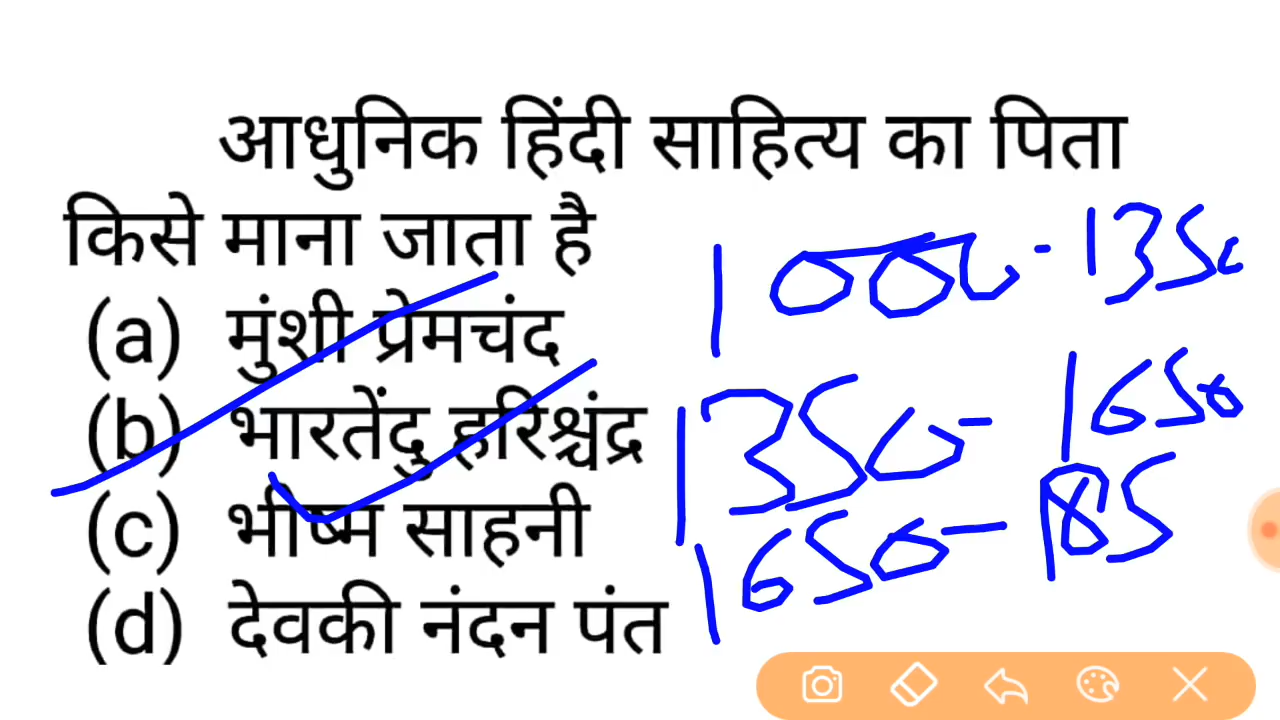 आधुनिक हिंदी साहित्य का पिता
किसे माना जाता है
(a) मुंशी प्रेमचंद
(b) भारतेंदु हरिश्चंद्र
(c) भीष्म साहनी
(d) देवकी नंदन पंत
1000 - 1350
1350 - 1650
1650 - 185